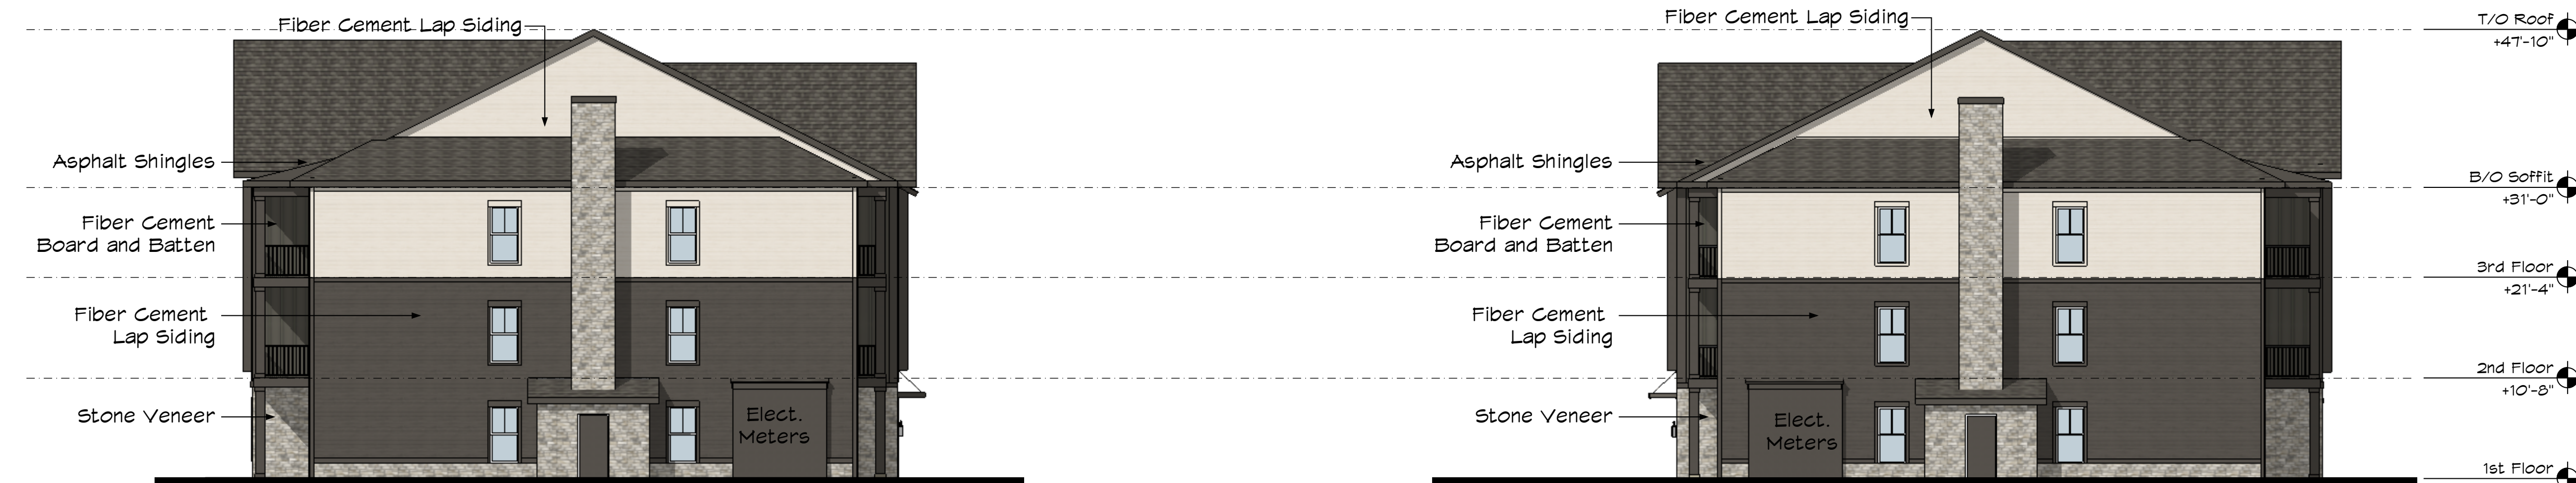 Fiber Cement Lap Siding
Asphalt Shingles
Fiber Cement
Board and Batten
Fiber Cement
Lap Siding
Stone Veneer
Elect.
Meters
Fiber Cement Lap Siding
Asphalt Shingles
Fiber Cement
Board and Batten
Fiber Cement
Lap Siding
Stone Veneer
Elect.
Meters
T/O Roof
+47'-10"
B/O Soffit
+31'-0"
3rd Floor
+21'-4"
2nd Floor
+10'-8"
1st Floor